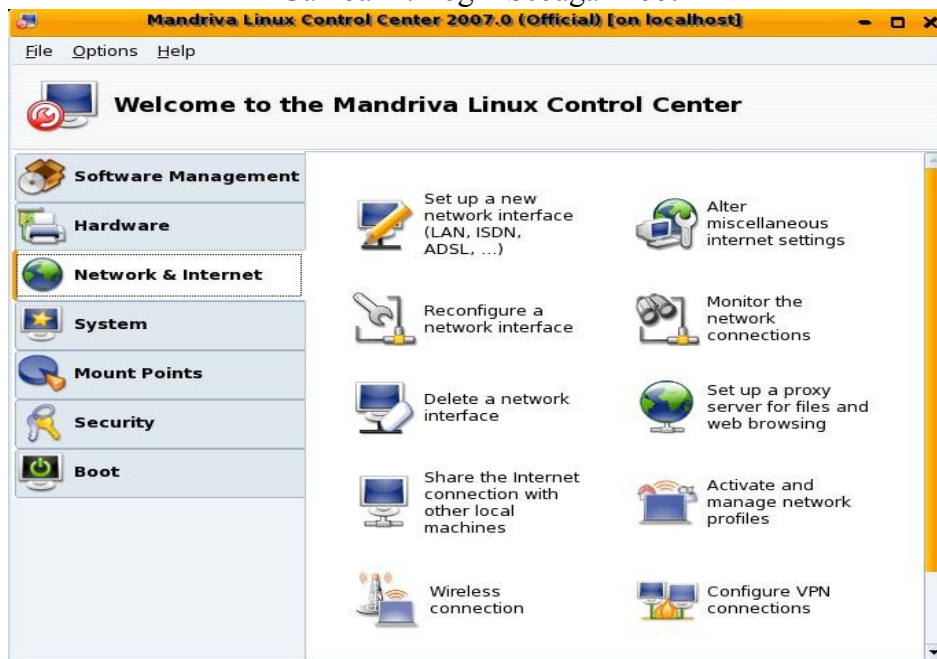 Mandriva Linux Control Center 2007.0 (Official) [on localhost]
File Options Help
Welcome to the Mandriva Linux Control Center
Software Management
Hardware
Network & Internet
System
Mount Points
Security
Boot
Set up a new
network interface
(LAN, ISDN,
ADSL, ...)
Alter
miscellaneous
internet settings
Reconfigure a
network interface
Monitor the
network
connections
Delete a network
interface
Set up a proxy
server for files and
web browsing
Share the Internet
connection with
other local
machines
Activate and
manage network
profiles
Wireless
connection
Configure VPN
connections